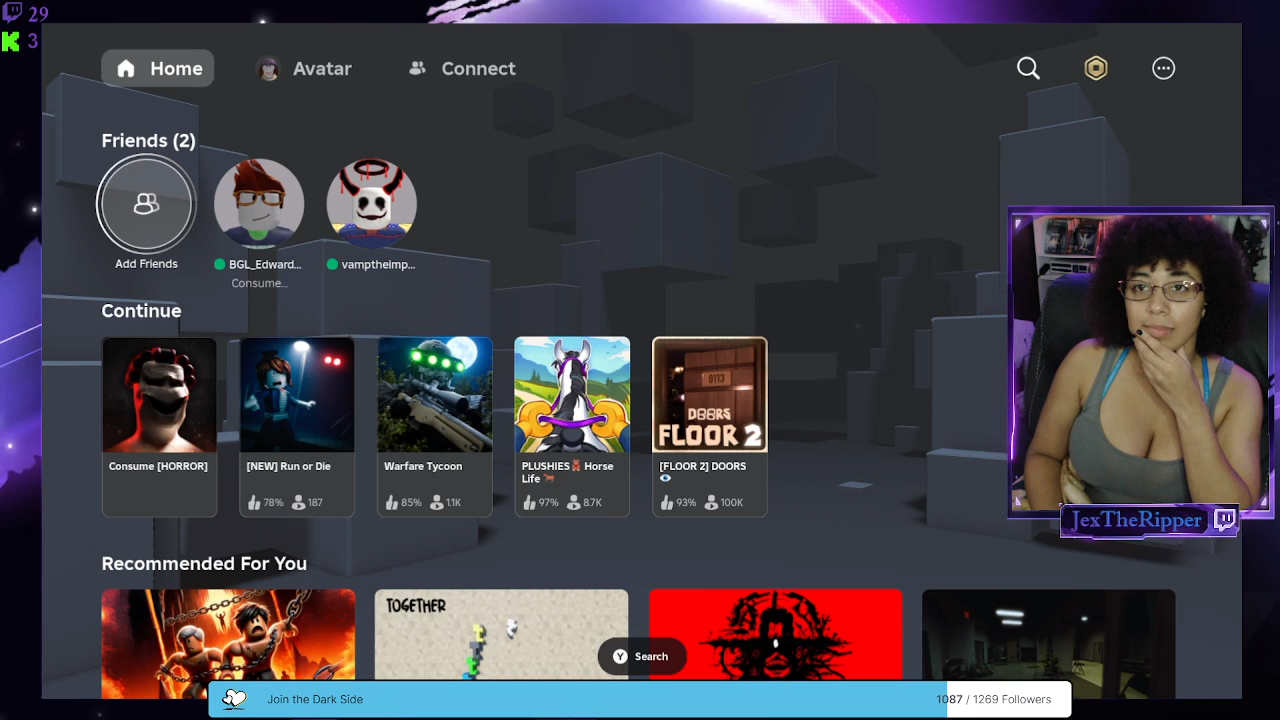 29
3
Home
Avatar
Connect
Friends (2)
Add Friends
BGL_Edward...
Consume...
vamptheimp...
Continue
0113
DOORS
FLOOR 2
Consume [HORROR]
[NEW] Run or Die
78% 187
Warfare Tycoon
85% 1.1K
PLUSHIES🧸 Horse
Life 🐎
97% 8.7K
[FLOOR 2] DOORS
👁️
93% 100K
JexTheRipper
Recommended For You
TOGETHER
Y Search
Join the Dark Side
1087 / 1269 Followers